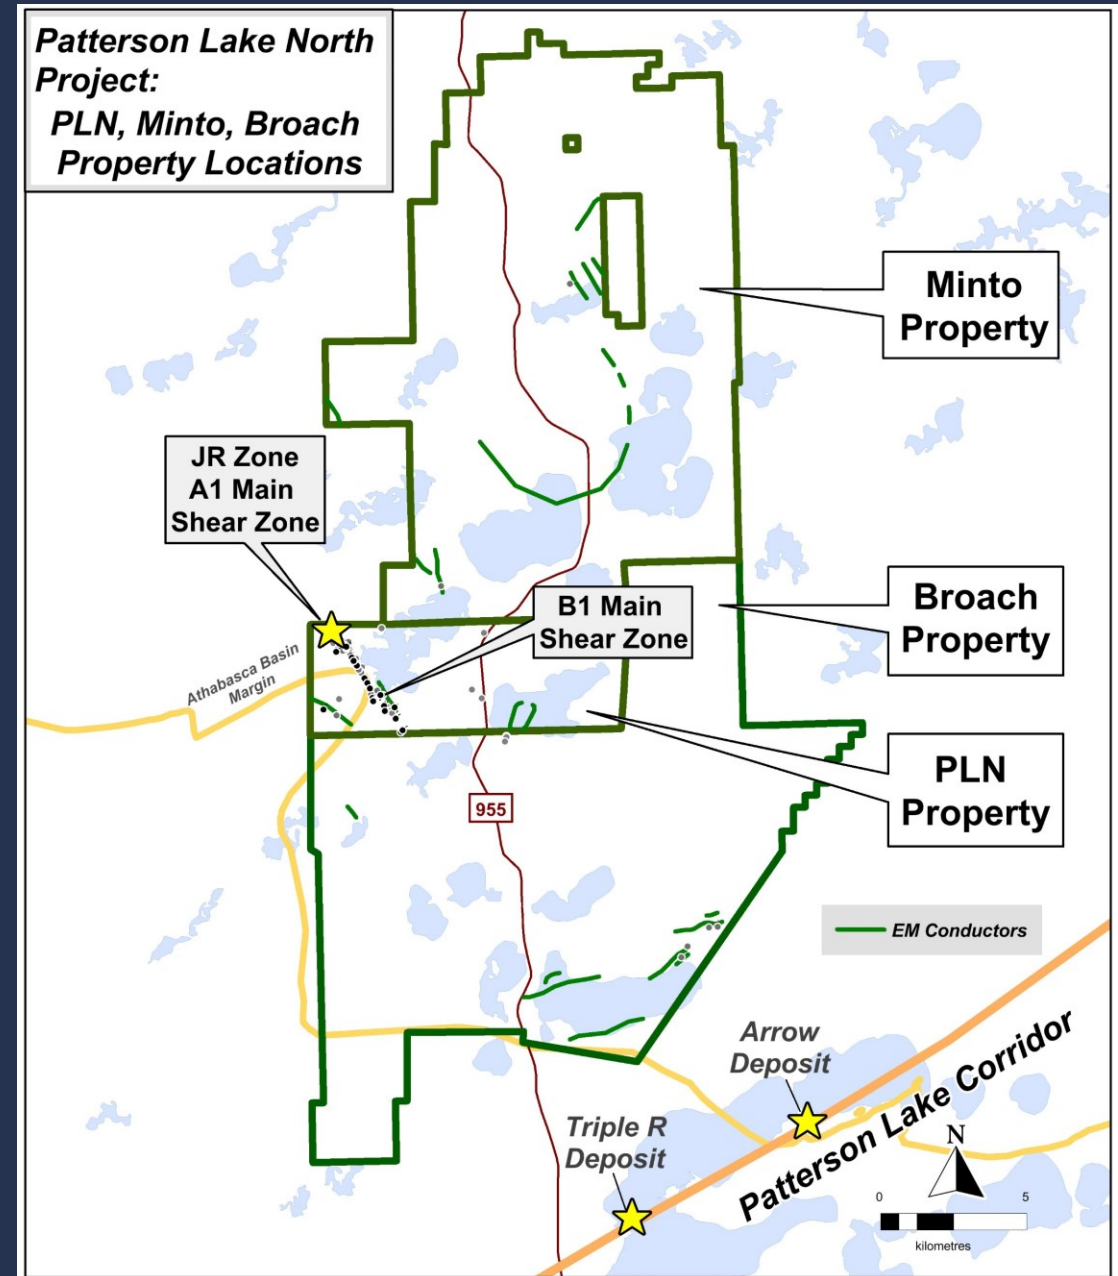 Patterson Lake North
Project:
PLN, Minto, Broach
Property Locations
Minto
Property
JR Zone
A1 Main
Shear Zone
B1 Main
Shear Zone
Broach
Property
Athabasca Basin
Margin
PLN
Property
955
EM Conductors
Arrow
Deposit
Triple R
Deposit
Patterson Lake Corridor
N
0 5
kilometres